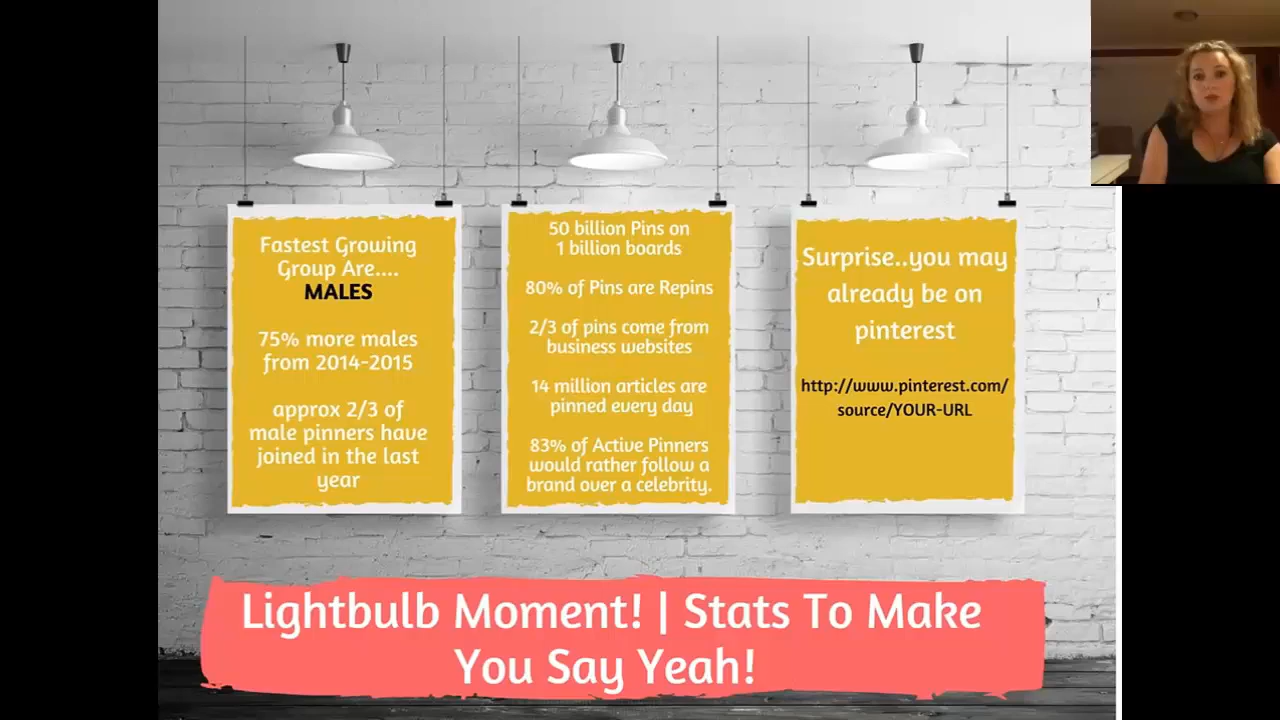 Fastest Growing
Group Are....
MALES
75% more males
from 2014-2015
approx 2/3 of
male pinners have
joined in the last
year
50 billion Pins on
1 billion boards
80% of Pins are Repins
2/3 of pins come from
business websites
14 million articles are
pinned every day
83% of Active Pinners
would rather follow a
brand over a celebrity.
Surprise..you may
already be on
pinterest
http://www.pinterest.com/
source/YOUR-URL
Lightbulb Moment! | Stats To Make
You Say Yeah!